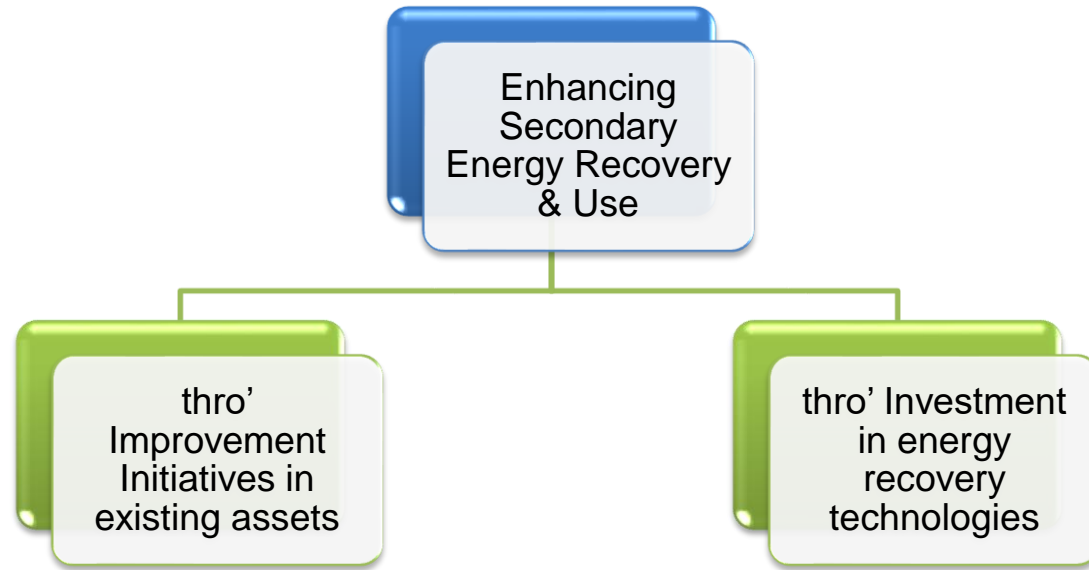 Enhancing
Secondary
Energy Recovery
& Use
thro’
Improvement
Initiatives in
existing assets
thro’ Investment
in energy
recovery
technologies